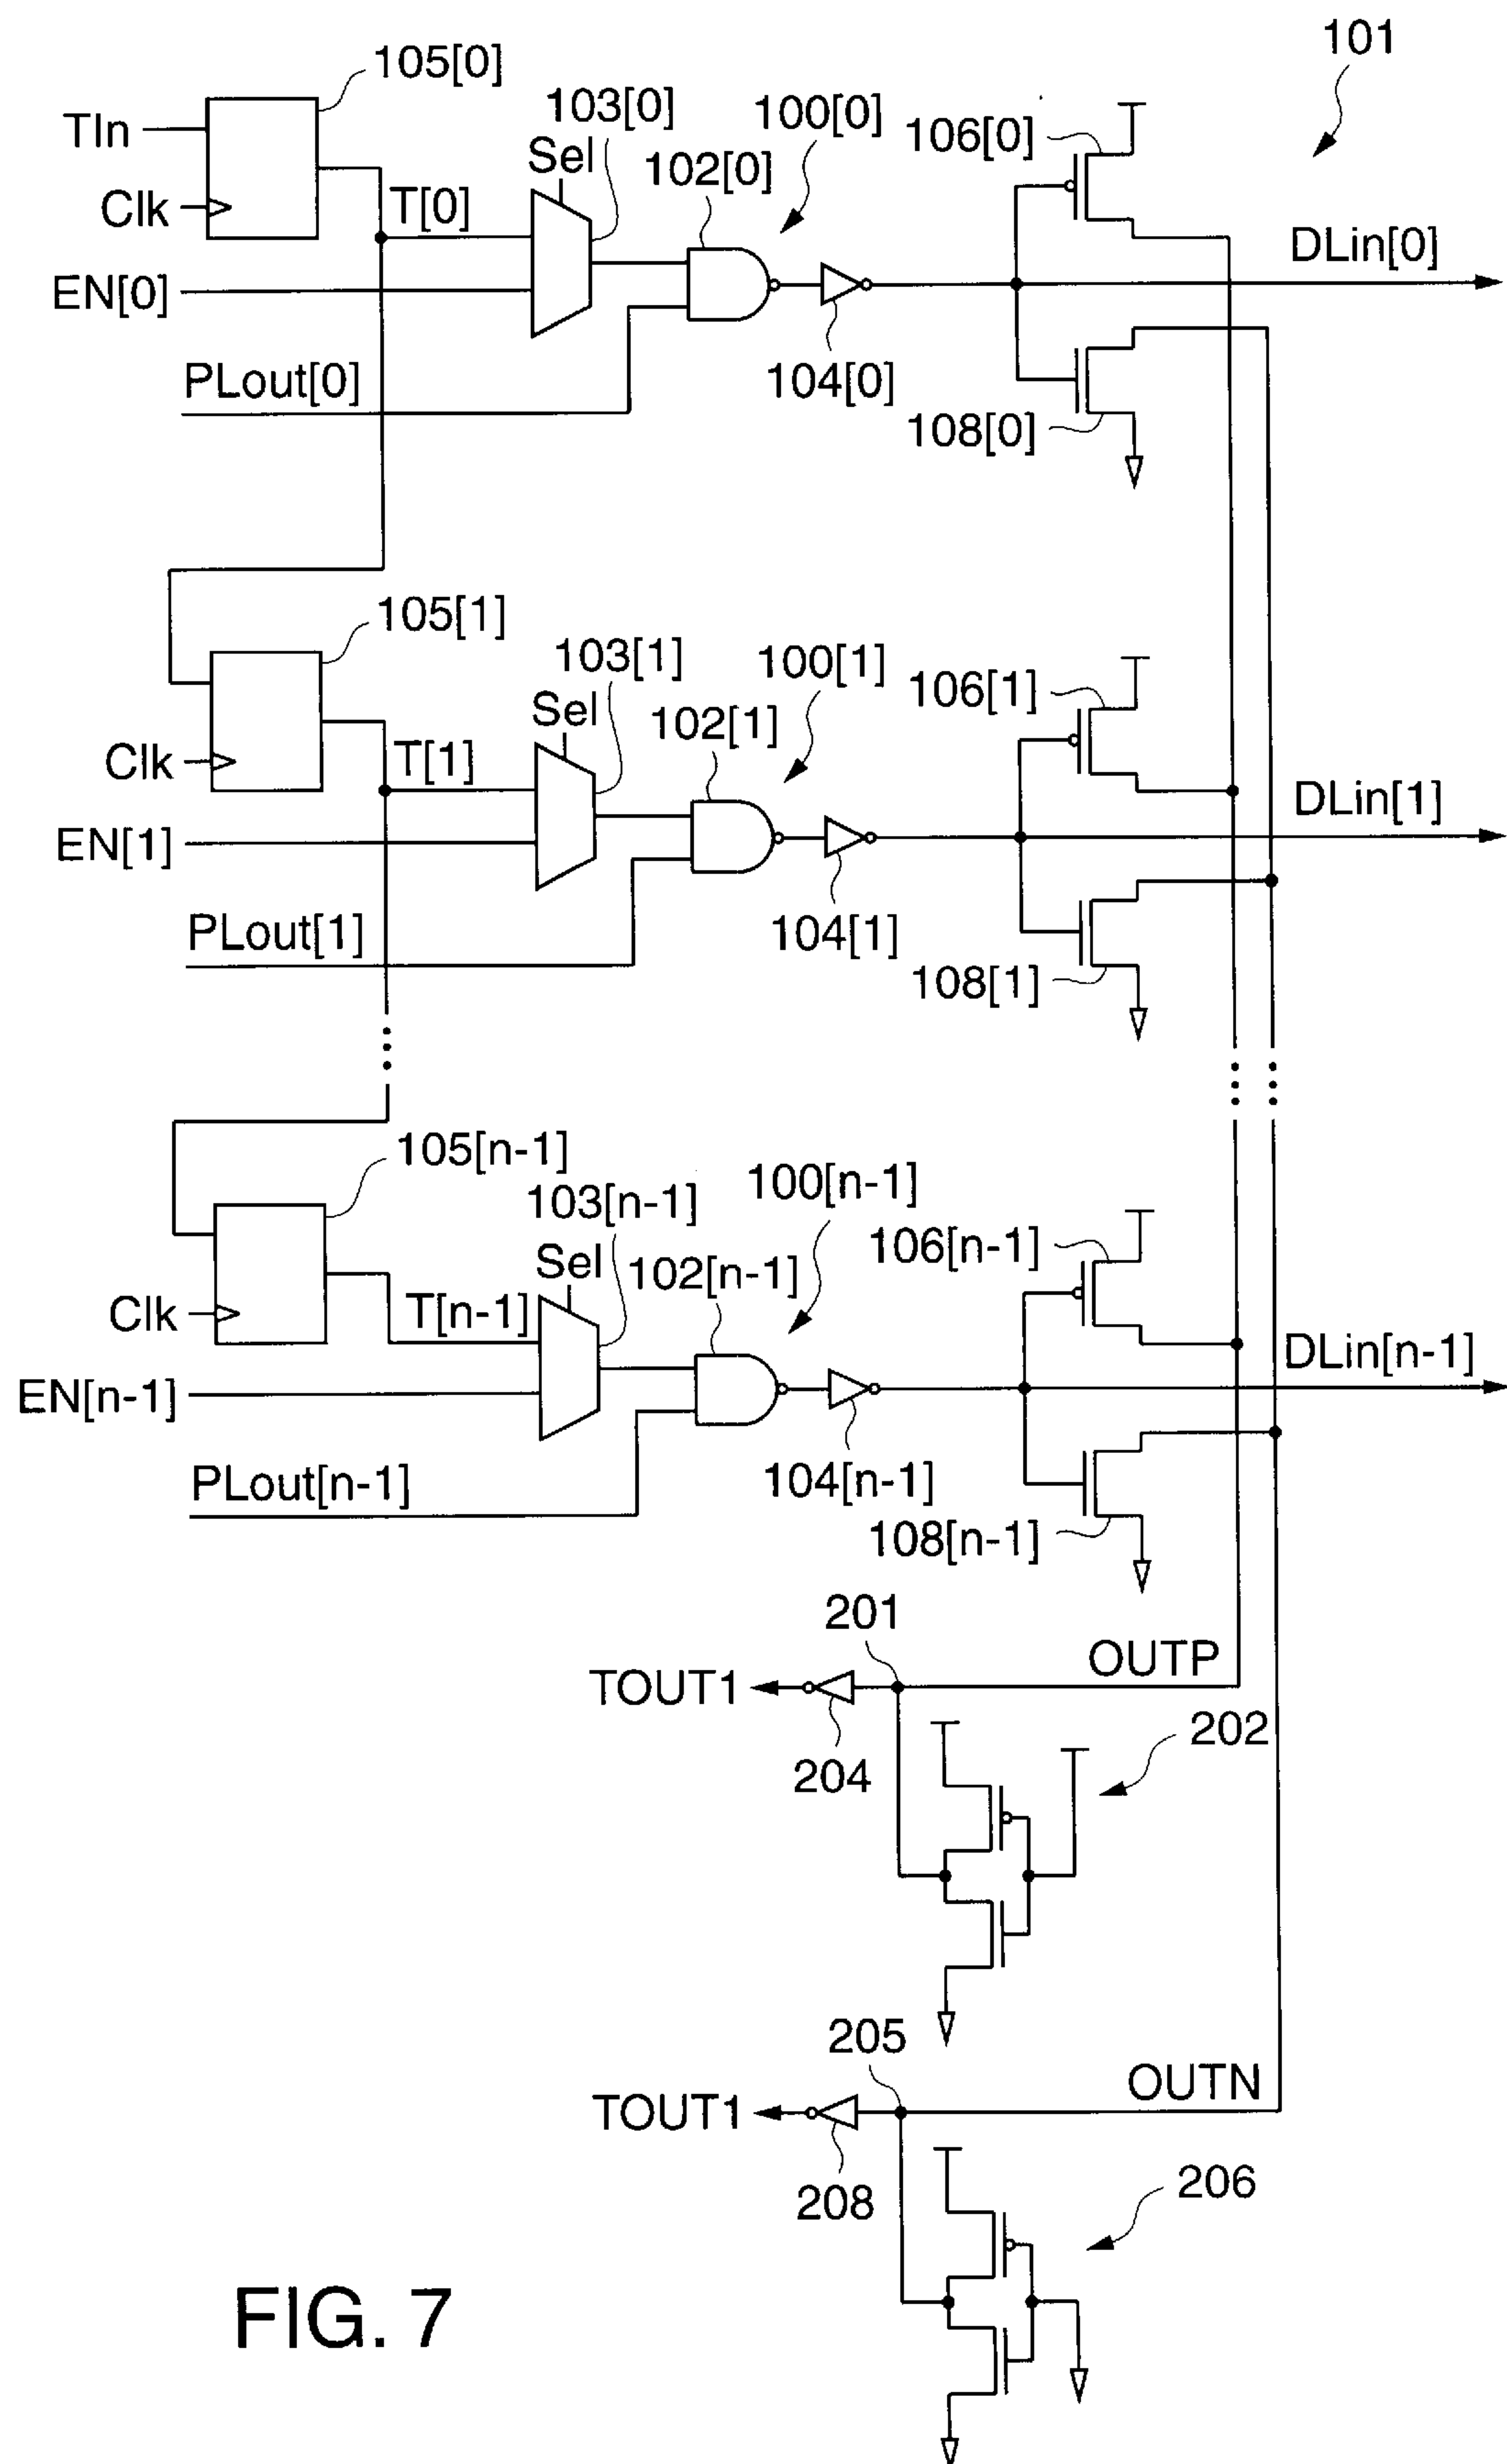 101
105[0]
TIn
Clk
103[0]
Sel
100[0]
102[0]
106[0]
T[0]
EN[0]
DLin[0]
PLout[0]
104[0]
108[0]
105[1]
103[1]
100[1]
Sel
102[1]
106[1]
Clk
T[1]
EN[1]
DLin[1]
PLout[1]
104[1]
108[1]
105[n-1]
103[n-1]
100[n-1]
Sel
102[n-1]
106[n-1]
Clk
T[n-1]
EN[n-1]
DLin[n-1]
PLout[n-1]
104[n-1]
108[n-1]
201
OUTP
TOUT1
204
202
205
OUTN
TOUT1
208
206
FIG. 7